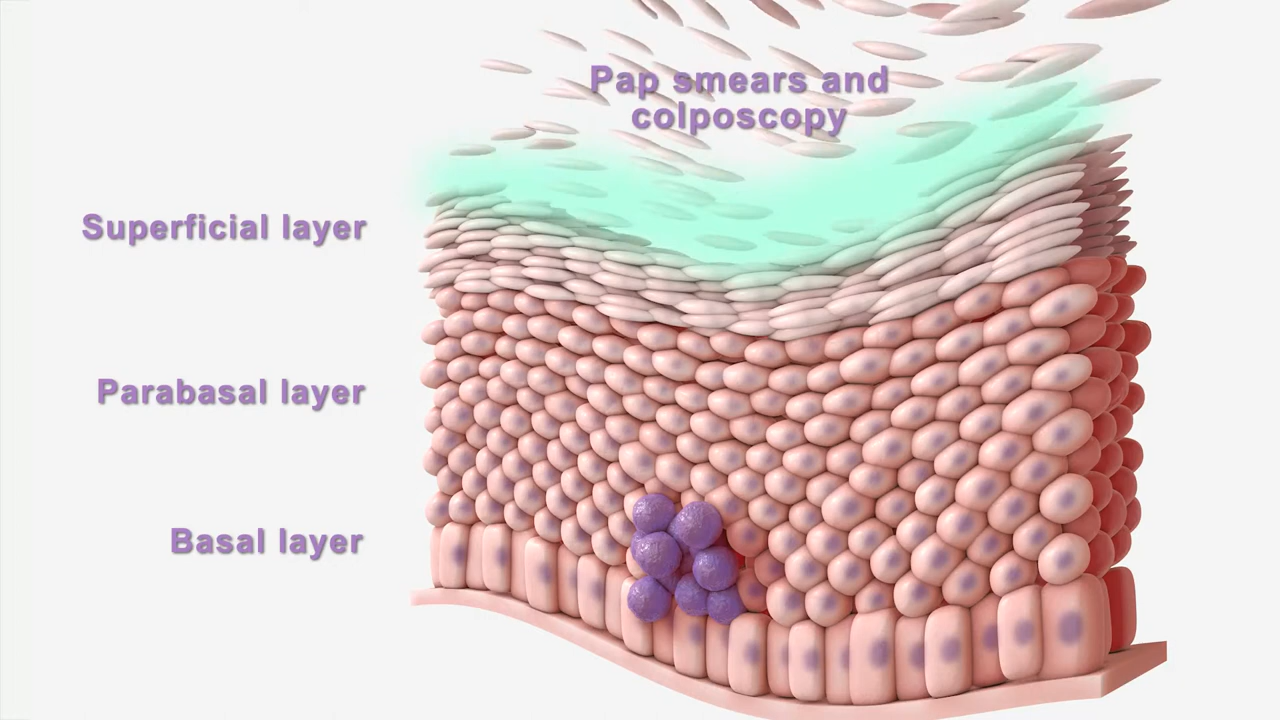 Pap smears and
colposcopy
Superficial layer
Parabasal layer
Basal layer